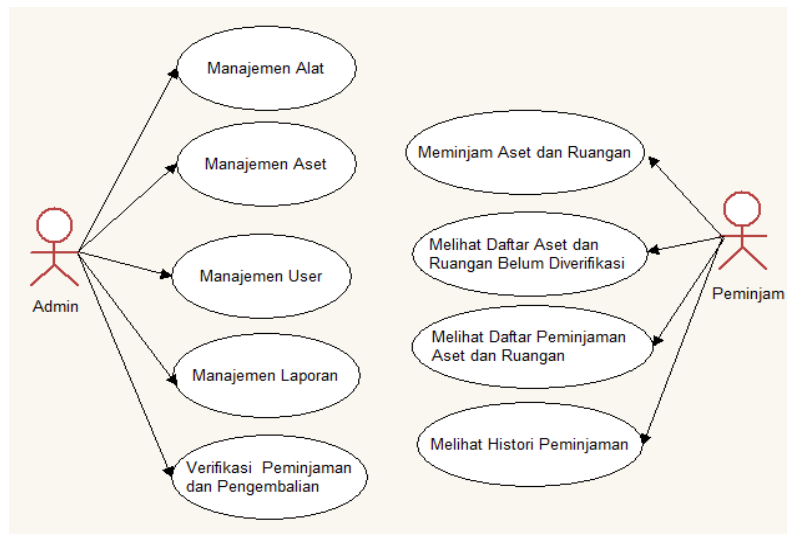 Manajemen Alat
Manajemen Aset
Manajemen User
Manajemen Laporan
Verifikasi Peminjaman
dan Pengembalian
Admin
Meminjam Aset dan Ruangan
Melihat Daftar Aset dan
Ruangan Belum Diverifikasi
Melihat Daftar Peminjaman
Aset dan Ruangan
Melihat Histori Peminjaman
Peminjam